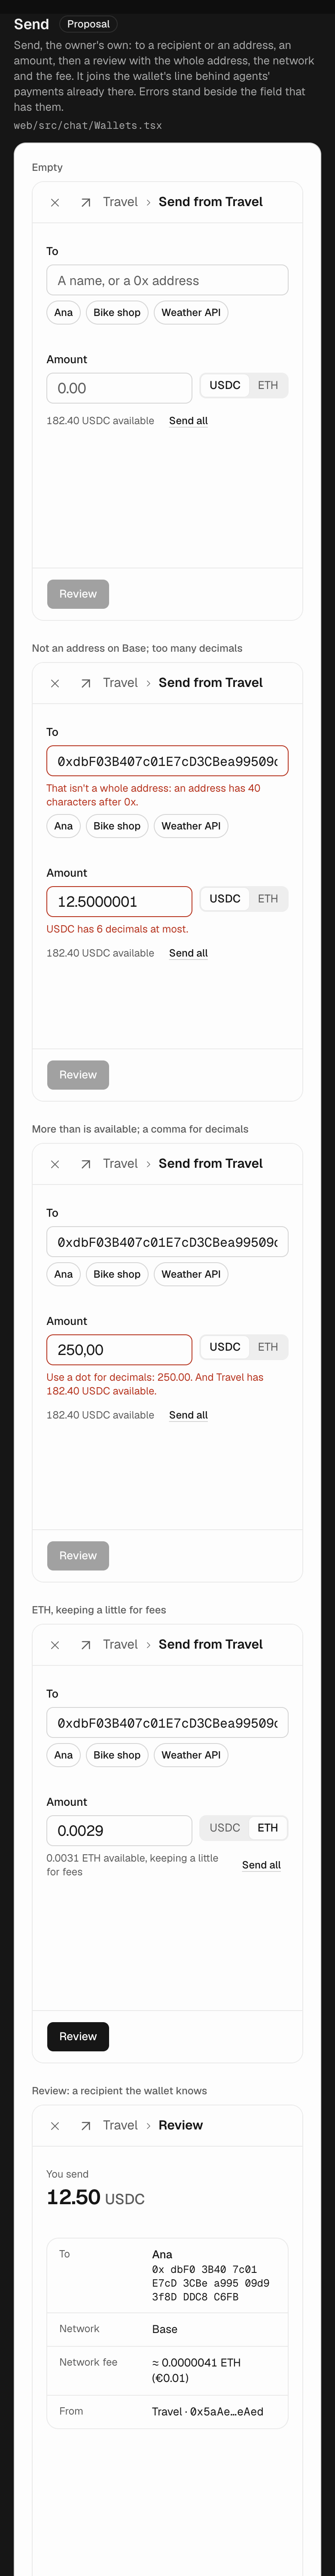 Send Proposal
Send, the owner's own: to a recipient or an address, an
amount, then a review with the whole address, the network
and the fee. It joins the wallet's line behind agents'
payments already there. Errors stand beside the field that
has them.
web/src/chat/Wallets.tsx
Empty
Travel › Send from Travel
To
A name, or a 0x address
Ana Bike shop Weather API
Amount
0.00 USDC ETH
182.40 USDC available Send all
Review
Not an address on Base; too many decimals
Travel › Send from Travel
To
0xdbF03B407c01E7cD3CBea99509
That isn't a whole address: an address has 40
characters after 0x.
Ana Bike shop Weather API
Amount
12.5000001 USDC ETH
USDC has 6 decimals at most.
182.40 USDC available Send all
Review
More than is available; a comma for decimals
Travel › Send from Travel
To
0xdbF03B407c01E7cD3CBea99509
Ana Bike shop Weather API
Amount
250,00 USDC ETH
Use a dot for decimals: 250.00. And Travel has
182.40 USDC available.
182.40 USDC available Send all
Review
ETH, keeping a little for fees
Travel › Send from Travel
To
0xdbF03B407c01E7cD3CBea99509
Ana Bike shop Weather API
Amount
0.0029 USDC ETH
0.0031 ETH available, keeping a little
for fees
Send all
Review
Review: a recipient the wallet knows
Travel › Review
You send
12.50 USDC
To Ana
0x dbF0 3B40 7c01
E7cD 3CBe a995 09d9
3f8D DDC8 C6FB
Network Base
Network fee ≈ 0.0000041 ETH
(€0.01)
From Travel · 0x5aAe…eAed